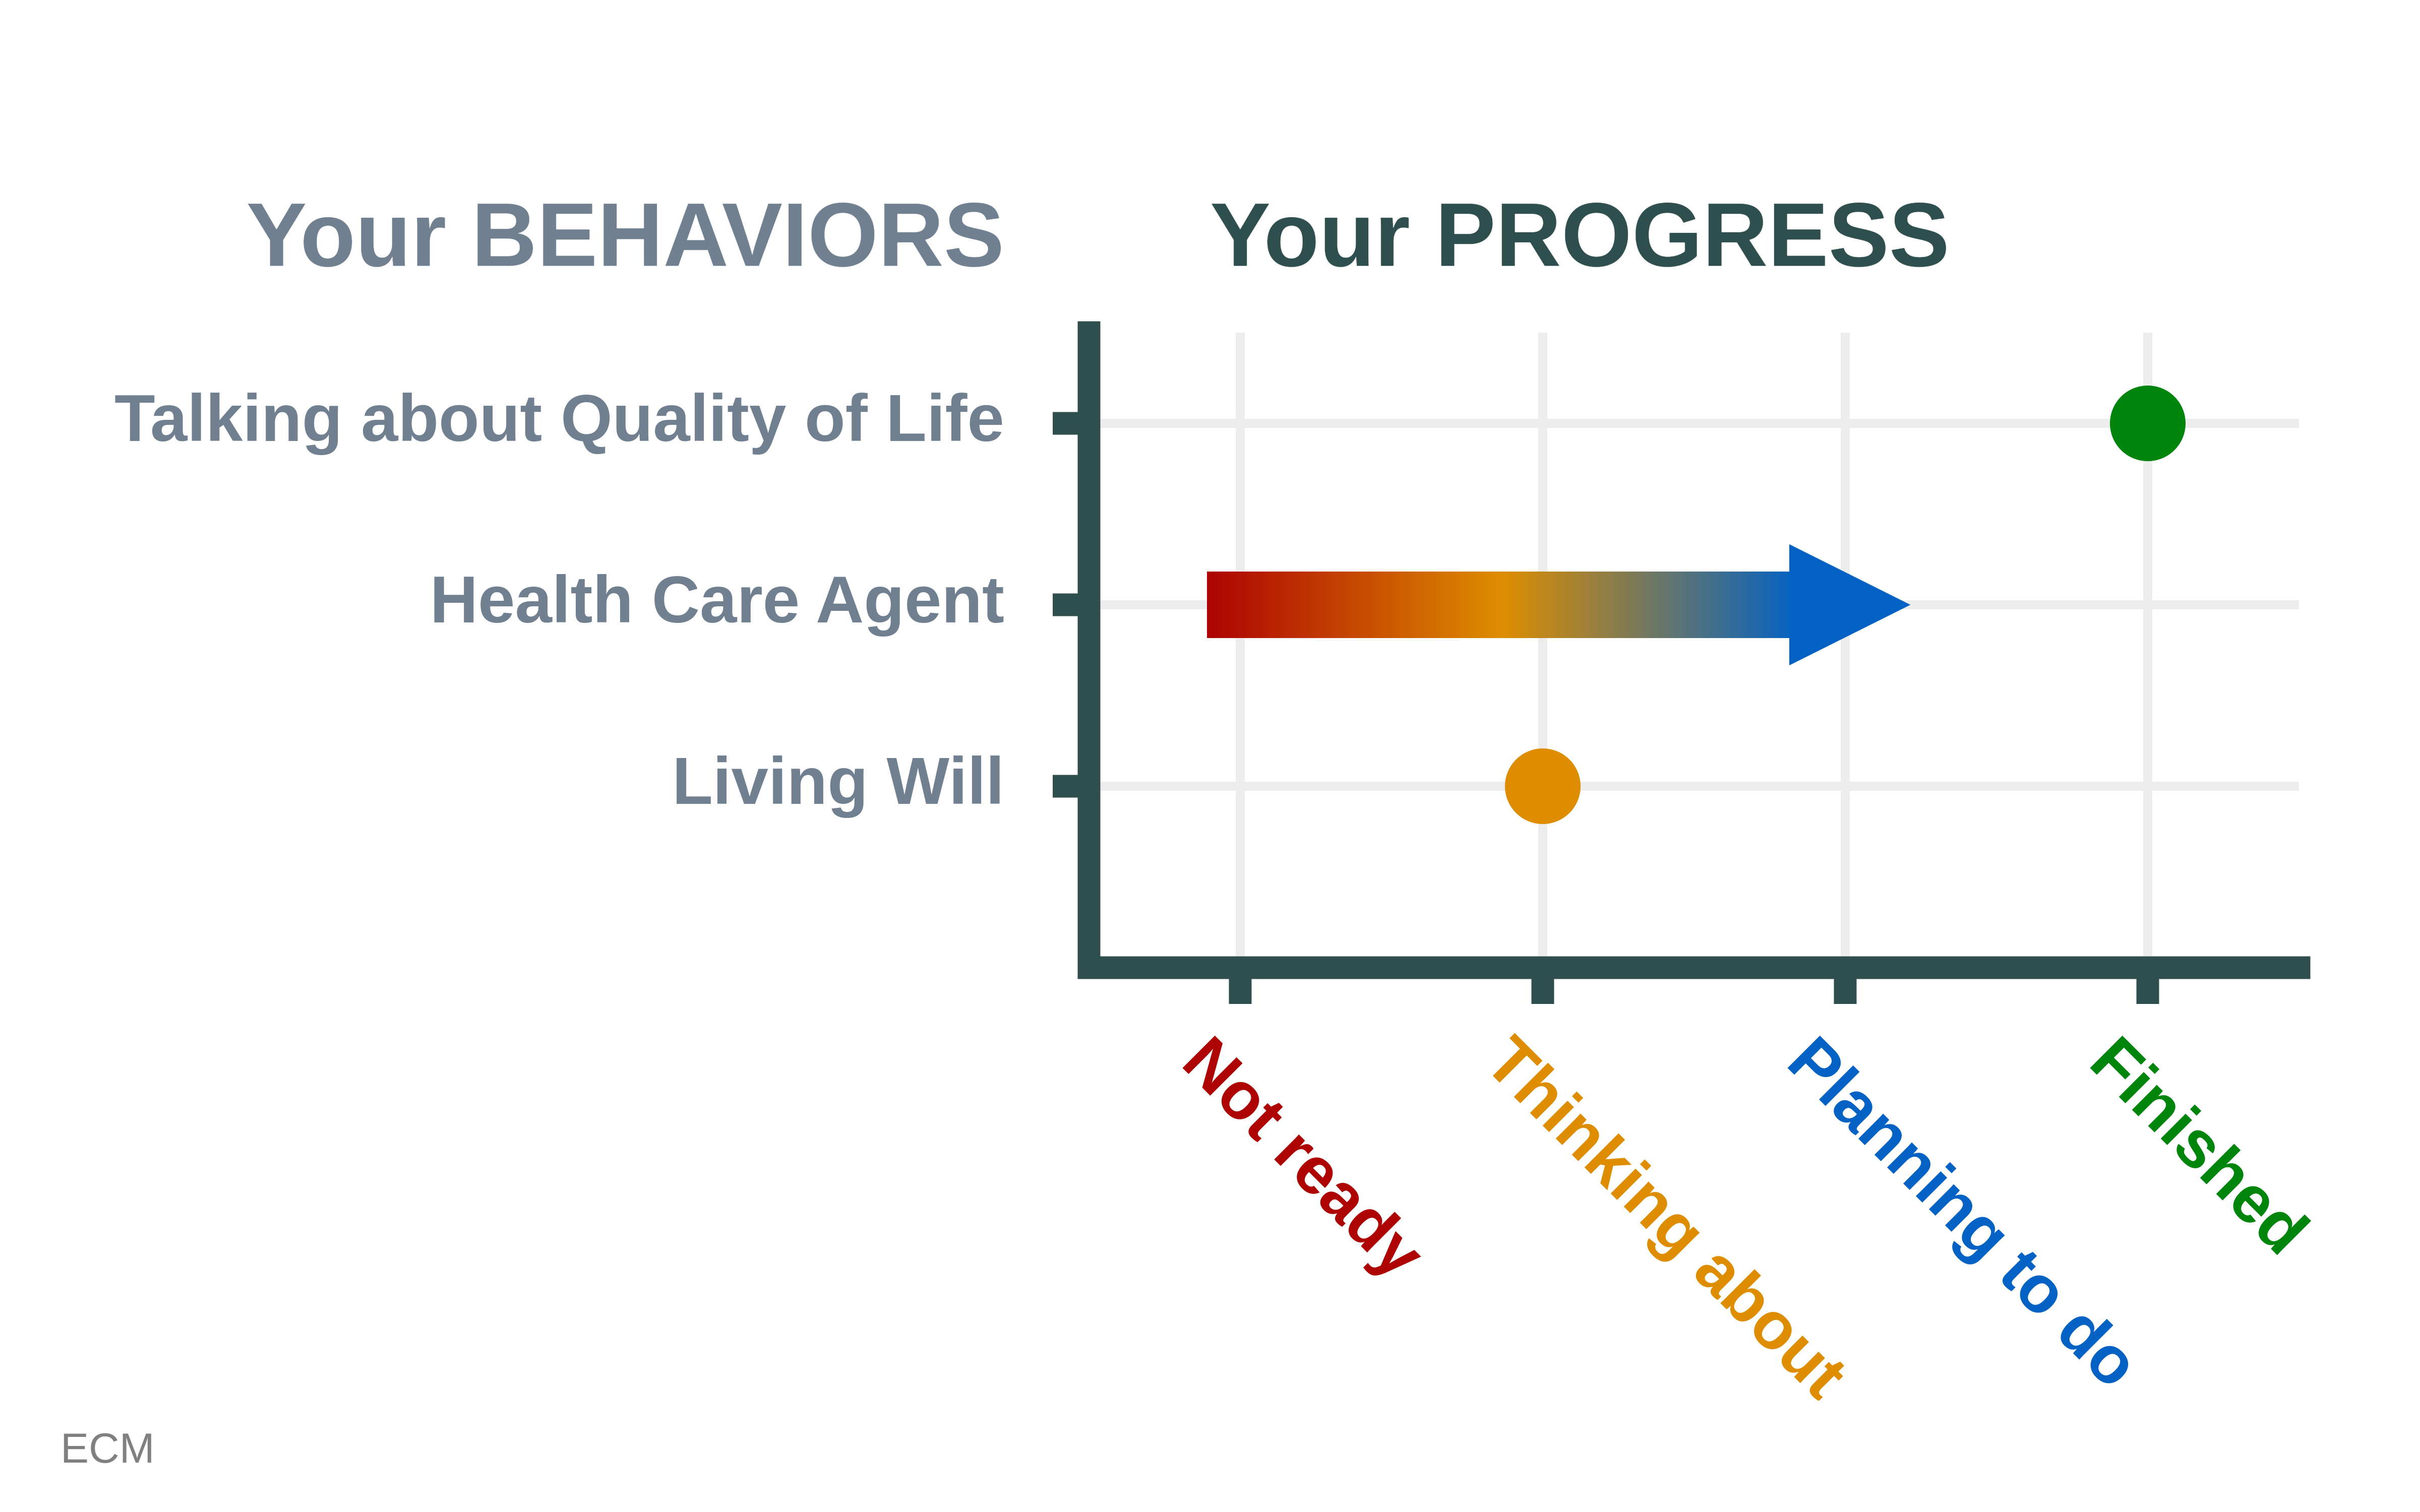 Your BEHAVIORS
Your PROGRESS
Talking about Quality of Life
Health Care Agent
Living Will
Not ready
Thinking about
Planning to do
Finished
ECM